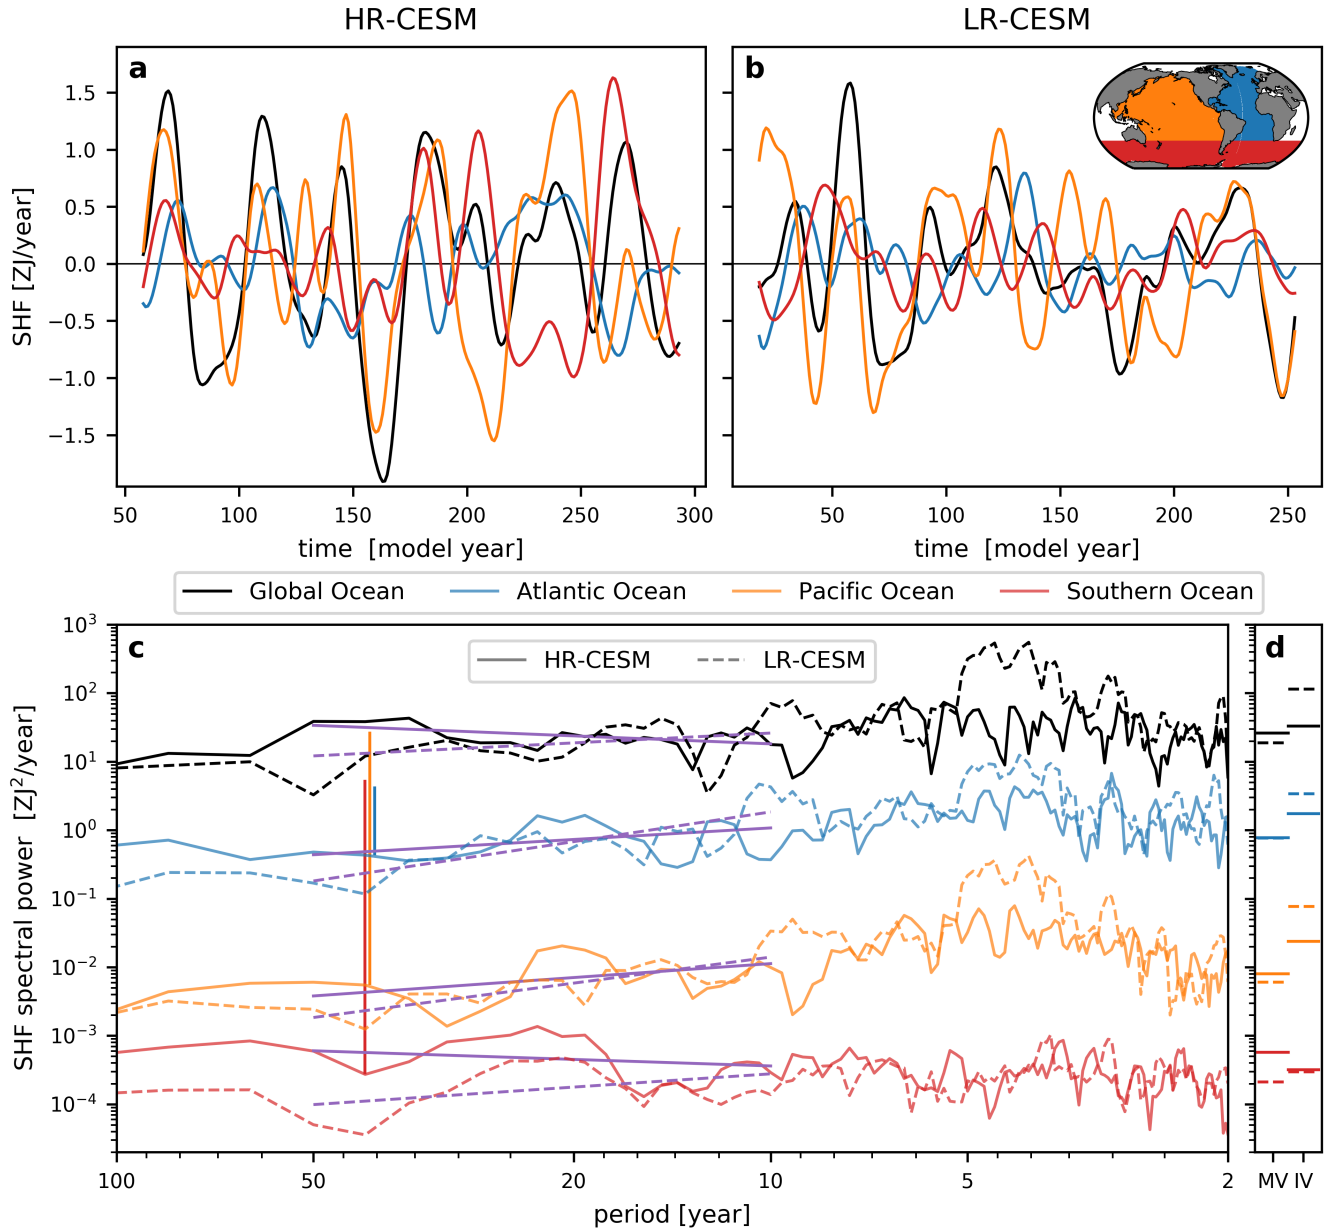 HR-CESM
LR-CESM
a
b
1.5
1.0
0.5
0.0
−0.5
−1.0
−1.5
SHF [ZJ/year]
50 100 150 200 250 300
50 100 150 200 250
time [model year]
time [model year]
Global Ocean Atlantic Ocean Pacific Ocean Southern Ocean
c
HR-CESM LR-CESM
d
10³
10²
10¹
10⁰
10⁻¹
10⁻²
10⁻³
10⁻⁴
SHF spectral power [ZJ²/year]
100 50 20 10 5 2
MV IV
period [year]